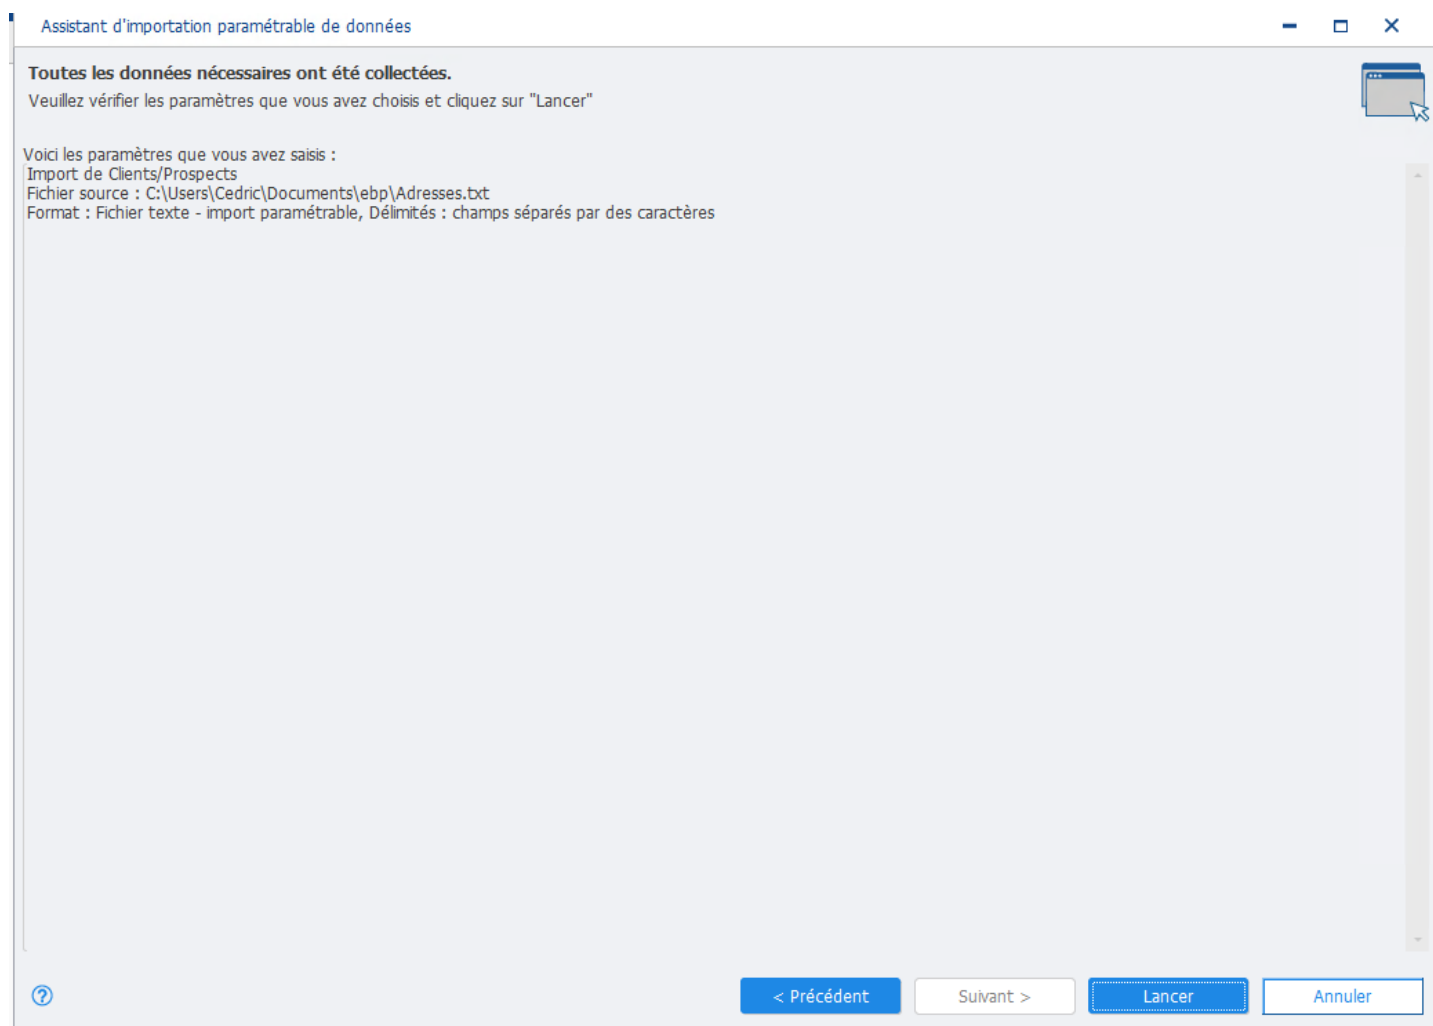 Assistant d'importation paramétrable de données
Toutes les données nécessaires ont été collectées.
Veuillez vérifier les paramètres que vous avez choisis et cliquez sur "Lancer"
Voici les paramètres que vous avez saisis :
Import de Clients/Prospects
Fichier source : C:\Users\Cedric\Documents\ebp\Adresses.txt
Format : Fichier texte - import paramétrable, Délimités : champs séparés par des caractères
< Précédent
Suivant >
Lancer
Annuler